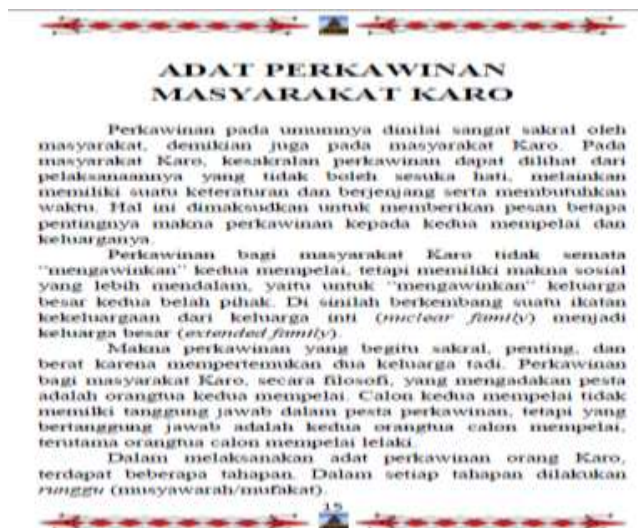 ADAT PERKAWINAN
MASYARAKAT KARO
Perkawinan pada umumnya dinilai sangat sakral oleh
masyarakat, demikian juga pada masyarakat Karo. Pada
masyarakat Karo, kesakralan perkawinan dapat dilihat dari
pelaksanaannya yang tidak boleh sesuka hati, melainkan
memiliki suatu keteraturan dan berjenjang serta membutuhkan
waktu. Hal ini dimaksudkan untuk memberikan pesan betapa
pentingnya makna perkawinan kepada kedua mempelai dan
keluarganya.
Perkawinan bagi masyarakat Karo tidak semata
"mengawinkan" kedua mempelai, tetapi memiliki makna sosial
yang lebih mendalam, yaitu untuk "mengawinkan" keluarga
besar kedua belah pihak. Di sinilah berkembang suatu ikatan
kekeluargaan dari keluarga inti (nuclear family) menjadi
keluarga besar (extended family).
Makna perkawinan yang begitu sakral, penting, dan
berat karena mempertemukan dua keluarga tadi. Perkawinan
bagi masyarakat Karo, secara filosofi, yang mengadakan pesta
adalah orangtua kedua mempelai. Calon kedua mempelai tidak
memilki tanggung jawab dalam pesta perkawinan, tetapi yang
bertanggung jawab adalah kedua orangtua calon mempelai,
terutama orangtua calon mempelai lelaki.
Dalam melaksanakan adat perkawinan orang Karo,
terdapat beberapa tahapan. Dalam setiap tahapan dilakukan
runggu (musyawarah/mufakat).
15